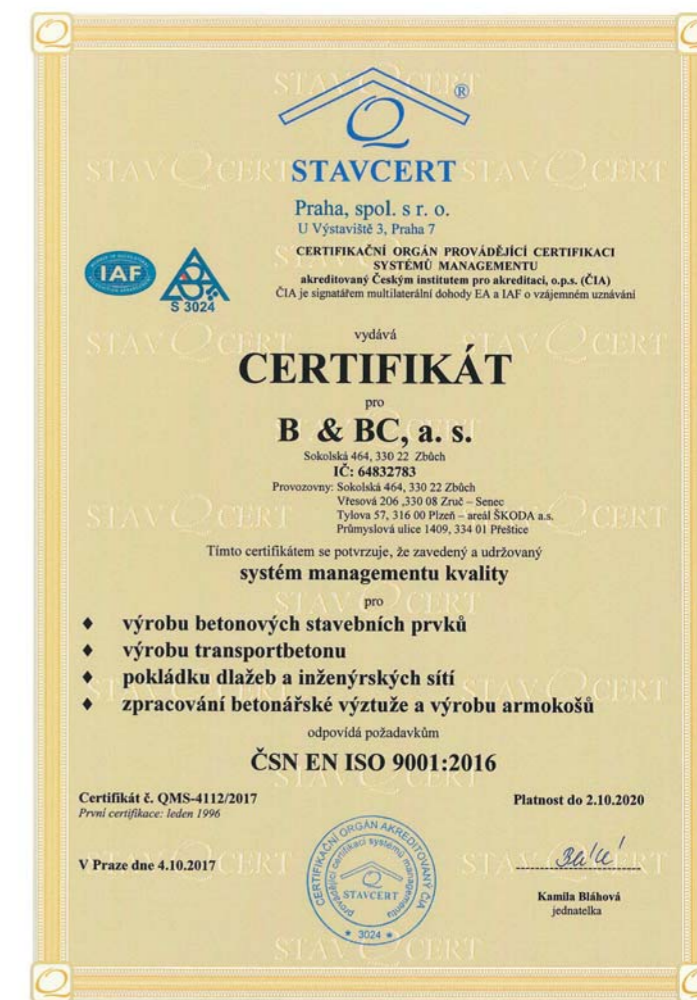 STAVCERT
®
Praha, spol. s r. o.
U Výstaviště 3, Praha 7
CERTIFIKAČNÍ ORGÁN PROVÁDĚJÍCÍ CERTIFIKACI
SYSTÉMŮ MANAGEMENTU
akreditovaný Českým institutem pro akreditaci, o.p.s. (ČIA)
ČIA je signatářem multilaterální dohody EA a IAF o vzájemném uznávání
IAF
S 3024
vydává
CERTIFIKÁT
pro
B & BC, a. s.
Sokolská 464, 330 22 Zbůch
IČ: 64832783
Provozovny: Sokolská 464, 330 22 Zbůch
Vřesová 206 ,330 08 Zruč – Senec
Tylova 57, 316 00 Plzeň – areál ŠKODA a.s.
Průmyslová ulice 1409, 334 01 Přeštice
Tímto certifikátem se potvrzuje, že zavedený a udržovaný
systém managementu kvality
pro
♦ výrobu betonových stavebních prvků
♦ výrobu transportbetonu
♦ pokládku dlažeb a inženýrských sítí
♦ zpracování betonářské výztuže a výrobu armokošů
odpovídá požadavkům
ČSN EN ISO 9001:2016
Certifikát č. QMS-4112/2017
První certifikace: leden 1996
Platnost do 2.10.2020
V Praze dne 4.10.2017
CERTIFIKAČNÍ ORGÁN AKREDITOVANÝ ČIA
provádějící certifikaci systémů managementu
STAVCERT
* 3024 *
Kamila Bláhová
jednatelka